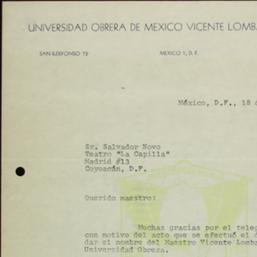 UNIVERSIDAD OBRERA DE MEXICO VICENTE LOMBA
SAN ILDEFONSO 72
MEXICO 1, D. F.
México, D.F., 18 d
Sr. Salvador Novo
Teatro "La Capilla"
Madrid #13
Coyoacán, D.F.
Querido maestro:
Muchas gracias por el teleg
con motivo del acto que se efectuó el d
dar el nombre del Maestro Vicente Lomba
Universidad Obrera.